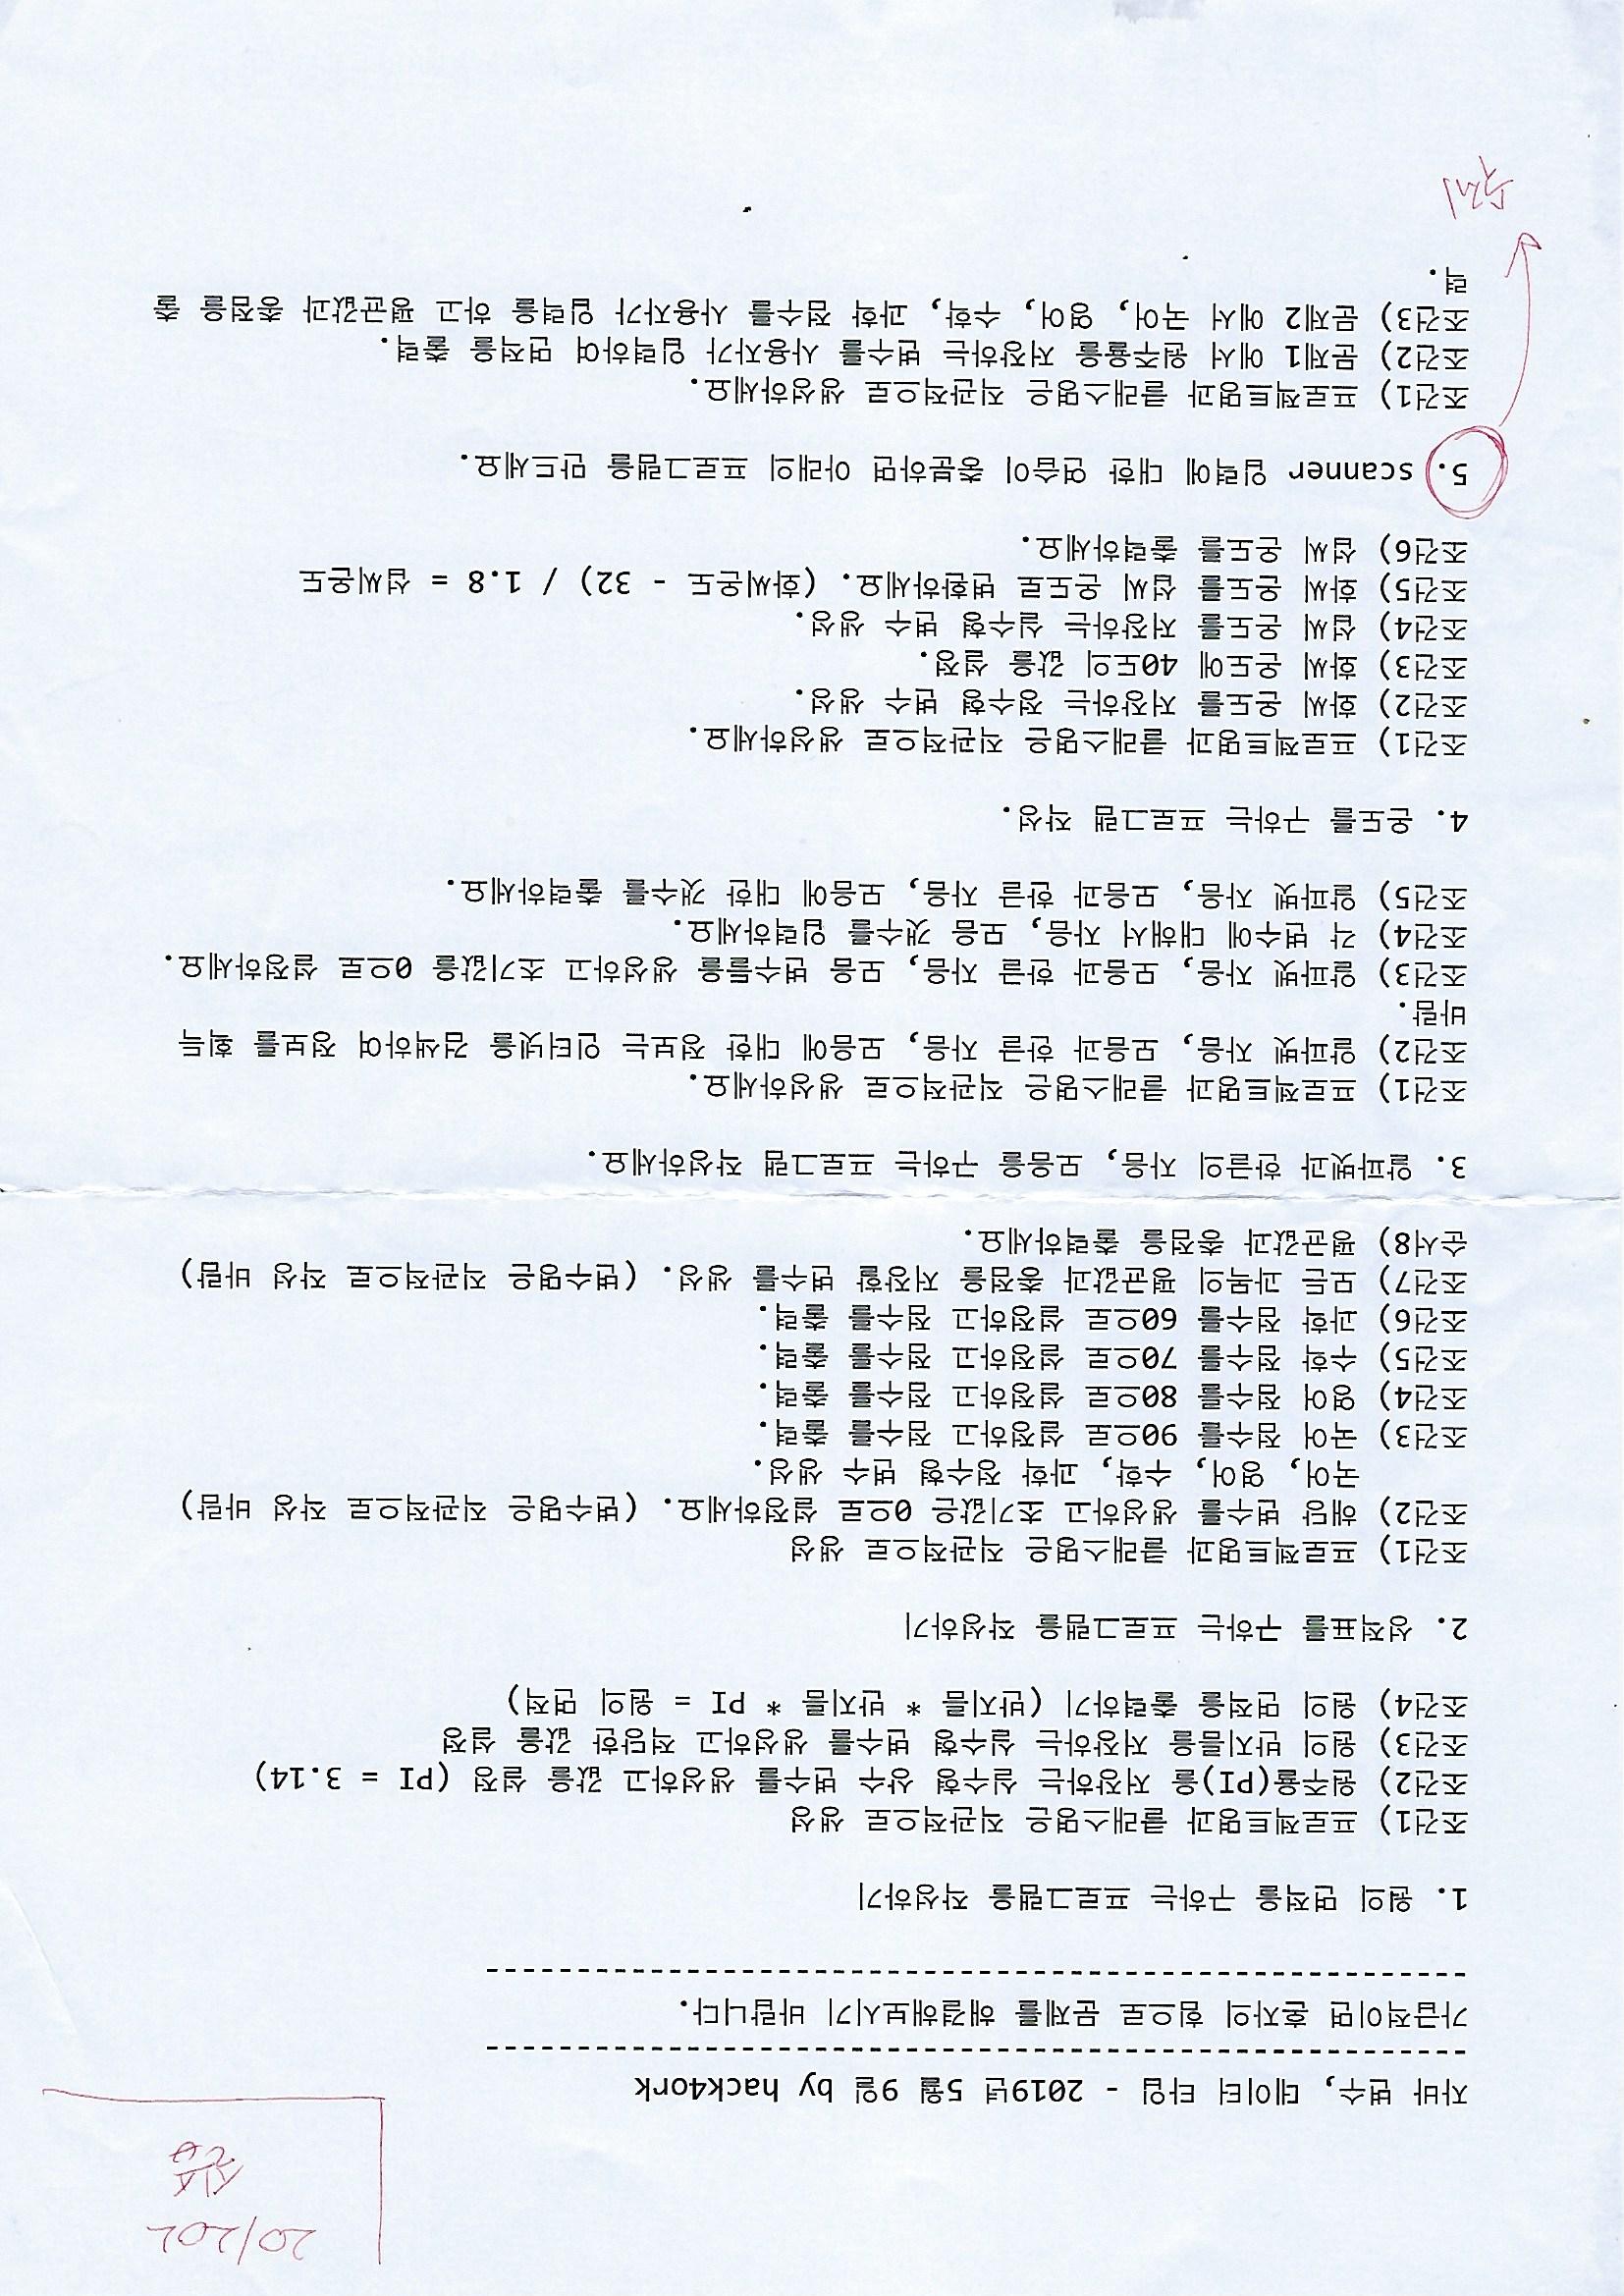 20/202
실습
자바 변수, 데이터 타입 - 2019년 5월 9일 by hack4ork
-------------------------------------------------------
가급적이면 혼자의 힘으로 문제를 해결해보시기 바랍니다.
-------------------------------------------------------
1. 원의 면적을 구하는 프로그램을 작성하기
조건1) 프로젝트명과 클래스명은 직관적으로 생성
조건2) 원주율(PI)을 저장하는 실수형 상수 변수를 생성하고 값을 설정 (PI = 3.14)
조건3) 원의 반지름을 저장하는 실수형 변수를 생성하고 적당한 값을 설정
조건4) 원의 면적을 출력하기 (반지름 * 반지름 * PI = 원의 면적)
2. 성적표를 구하는 프로그램을 작성하기
조건1) 프로젝트명과 클래스명은 직관적으로 생성
조건2) 해당 변수를 생성하고 초기값은 0으로 설정하세요. (변수명은 직관적으로 작성 바람)
국어, 영어, 수학, 과학 정수형 변수 생성.
조건3) 국어 점수를 90으로 설정하고 점수를 출력.
조건4) 영어 점수를 80으로 설정하고 점수를 출력.
조건5) 수학 점수를 70으로 설정하고 점수를 출력.
조건6) 과학 점수를 60으로 설정하고 점수를 출력.
조건7) 모든 과목의 평균값과 총점을 저장할 변수를 생성. (변수명은 직관적으로 작성 바람)
순서8) 평균값과 총점을 출력하세요.
3. 알파벳과 한글의 자음, 모음을 구하는 프로그램 작성하세요.
조건1) 프로젝트명과 클래스명은 직관적으로 생성하세요.
조건2) 알파벳 자음, 모음과 한글 자음, 모음에 대한 정보는 인터넷을 검색하여 정보를 획득
바람.
조건3) 알파벳 자음, 모음과 한글 자음, 모음 변수들을 생성하고 초기값을 0으로 설정하세요.
조건4) 각 변수에 대해서 자음, 모음 갯수를 입력하세요.
조건5) 알파벳 자음, 모음과 한글 자음, 모음에 대한 갯수를 출력하세요.
4. 온도를 구하는 프로그램 작성.
조건1) 프로젝트명과 클래스명은 직관적으로 생성하세요.
조건2) 화씨 온도를 저장하는 정수형 변수 생성.
조건3) 화씨 온도에 40도의 값을 설정.
조건4) 섭씨 온도를 저장하는 실수형 변수 생성.
조건5) 화씨 온도를 섭씨 온도로 변환하세요. (화씨온도 - 32) / 1.8 = 섭씨온도
조건6) 섭씨 온도를 출력하세요.
5. scanner 입력에 대한 연습이 충분하면 아래의 프로그램을 만드세요.
조건1) 프로젝트명과 클래스명은 직관적으로 생성하세요.
조건2) 문제1 에서 원주율을 저장하는 변수를 사용자가 입력하여 면적을 출력.
조건3) 문제2 에서 국어, 영어, 수학, 과학 점수를 사용자가 입력을 하고 평균값과 총점을 출
력.
숙제